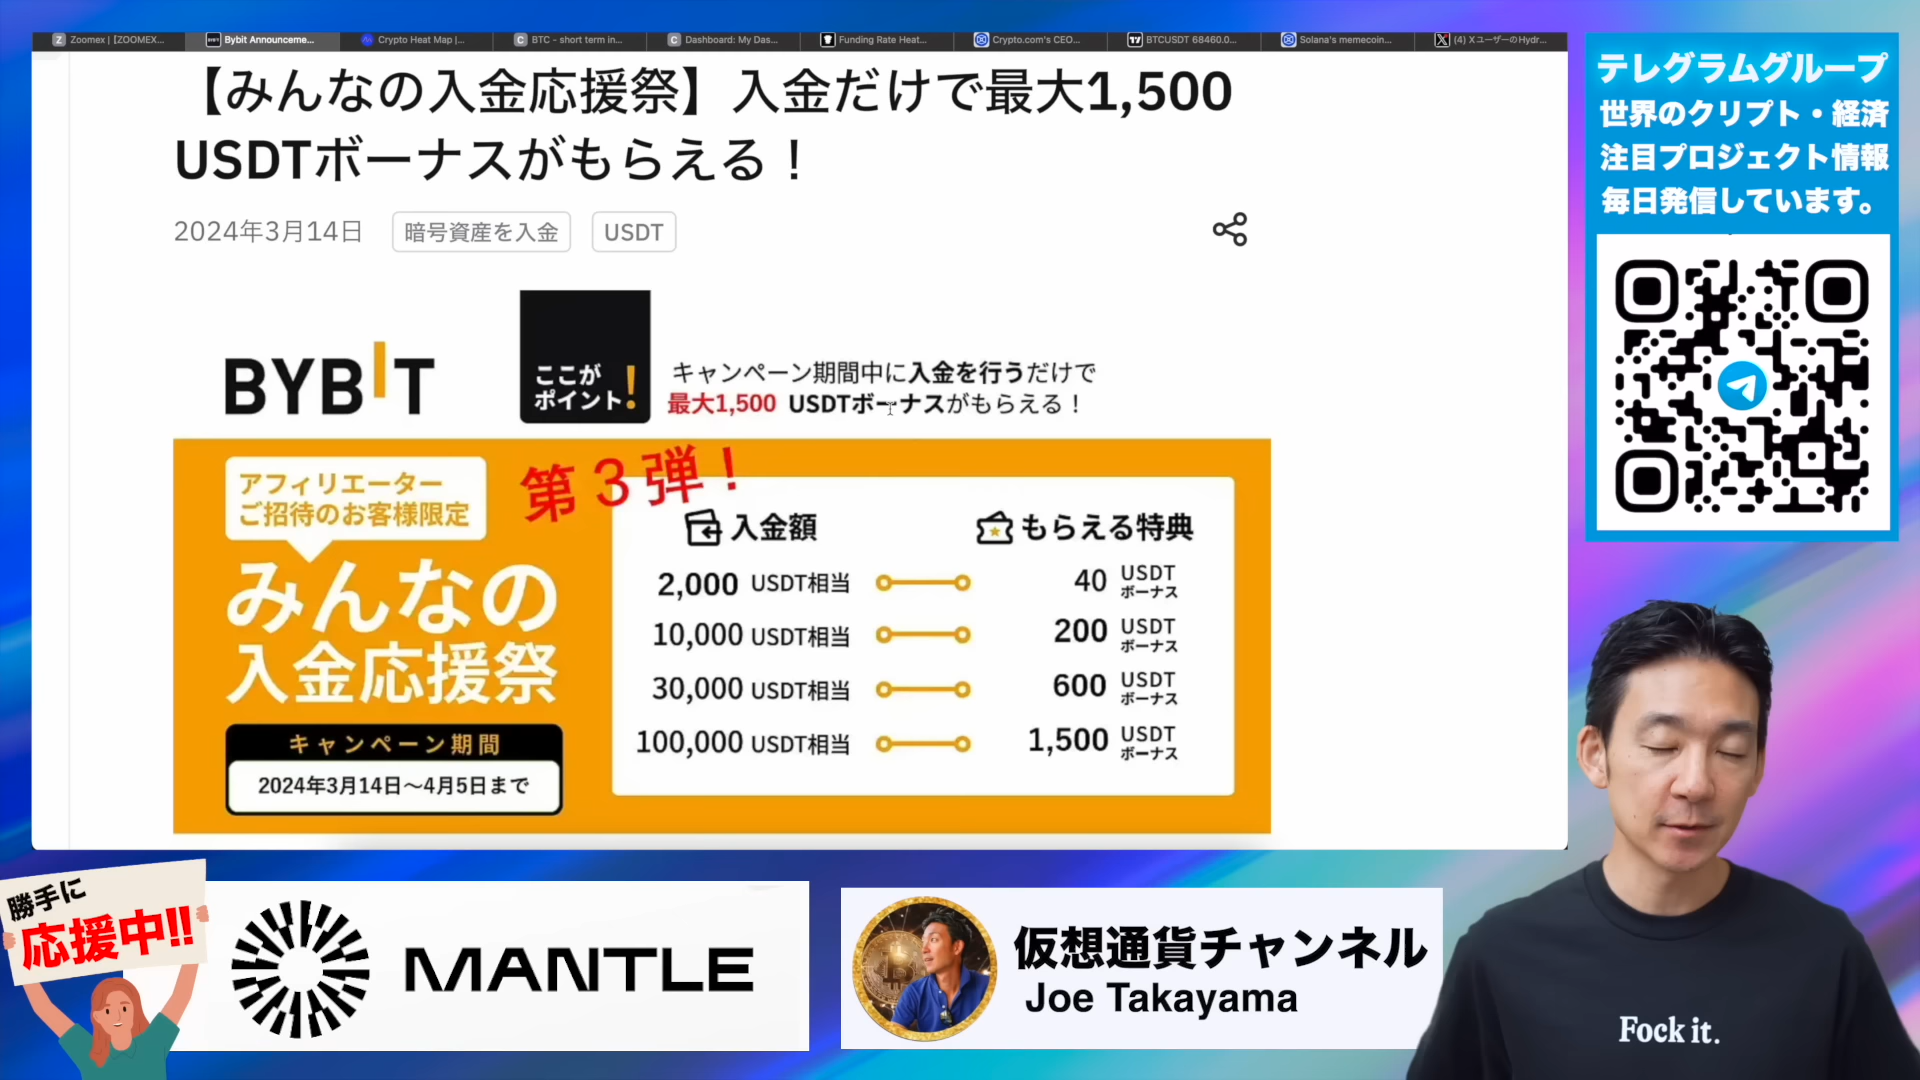 Zoomex | 【ZOOMEX...
Bybit Announceme...
Crypto Heat Map |...
BTC - short term in...
Dashboard: My Das...
Funding Rate Heat...
Crypto.com's CEO...
BTCUSDT 68460.0...
Solana's memecoin...
(4) XユーザーのHydr...
【みんなの入金応援祭】入金だけで最大1,500
USDTボーナスがもらえる！
2024年3月14日
暗号資産を入金
USDT
BYBIT
ここが
ポイント!
キャンペーン期間中に入金を行うだけで
最大1,500 USDTボーナスがもらえる！
アフィリエーター
ご招待のお客様限定
第3弾!
みんなの
入金応援祭
キャンペーン期間
2024年3月14日〜4月5日まで
入金額
もらえる特典
2,000 USDT相当
40 USDT
ボーナス
10,000 USDT相当
200 USDT
ボーナス
30,000 USDT相当
600 USDT
ボーナス
100,000 USDT相当
1,500 USDT
ボーナス
テレグラムグループ
世界のクリプト・経済
注目プロジェクト情報
毎日発信しています。
勝手に
応援中!!
MANTLE
仮想通貨チャンネル
Joe Takayama
Fock it.